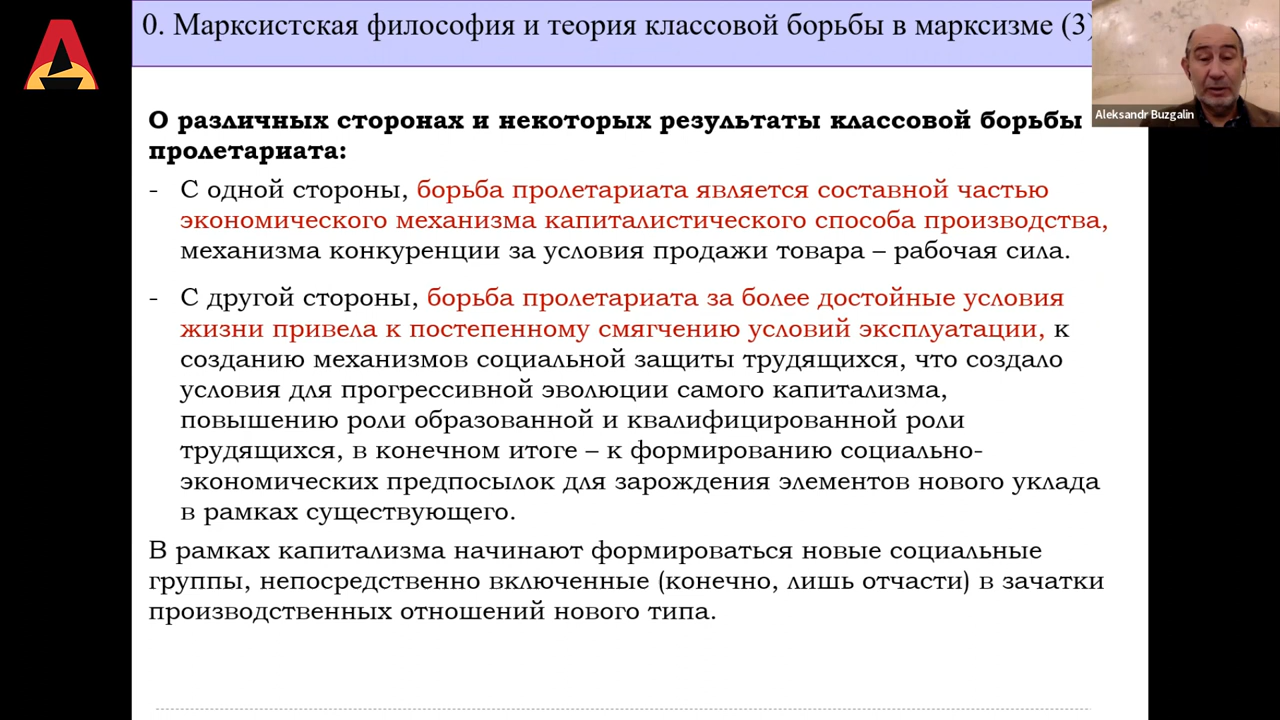 0. Марксистская философия и теория классовой борьбы в марксизме (3)
Aleksandr Buzgalin
О различных сторонах и некоторых результаты классовой борьбы
пролетариата:
- С одной стороны, борьба пролетариата является составной частью
экономического механизма капиталистического способа производства,
механизма конкуренции за условия продажи товара – рабочая сила.
- С другой стороны, борьба пролетариата за более достойные условия
жизни привела к постепенному смягчению условий эксплуатации, к
созданию механизмов социальной защиты трудящихся, что создало
условия для прогрессивной эволюции самого капитализма,
повышению роли образованной и квалифицированной роли
трудящихся, в конечном итоге – к формированию социально-
экономических предпосылок для зарождения элементов нового уклада
в рамках существующего.
В рамках капитализма начинают формироваться новые социальные
группы, непосредственно включенные (конечно, лишь отчасти) в зачатки
производственных отношений нового типа.